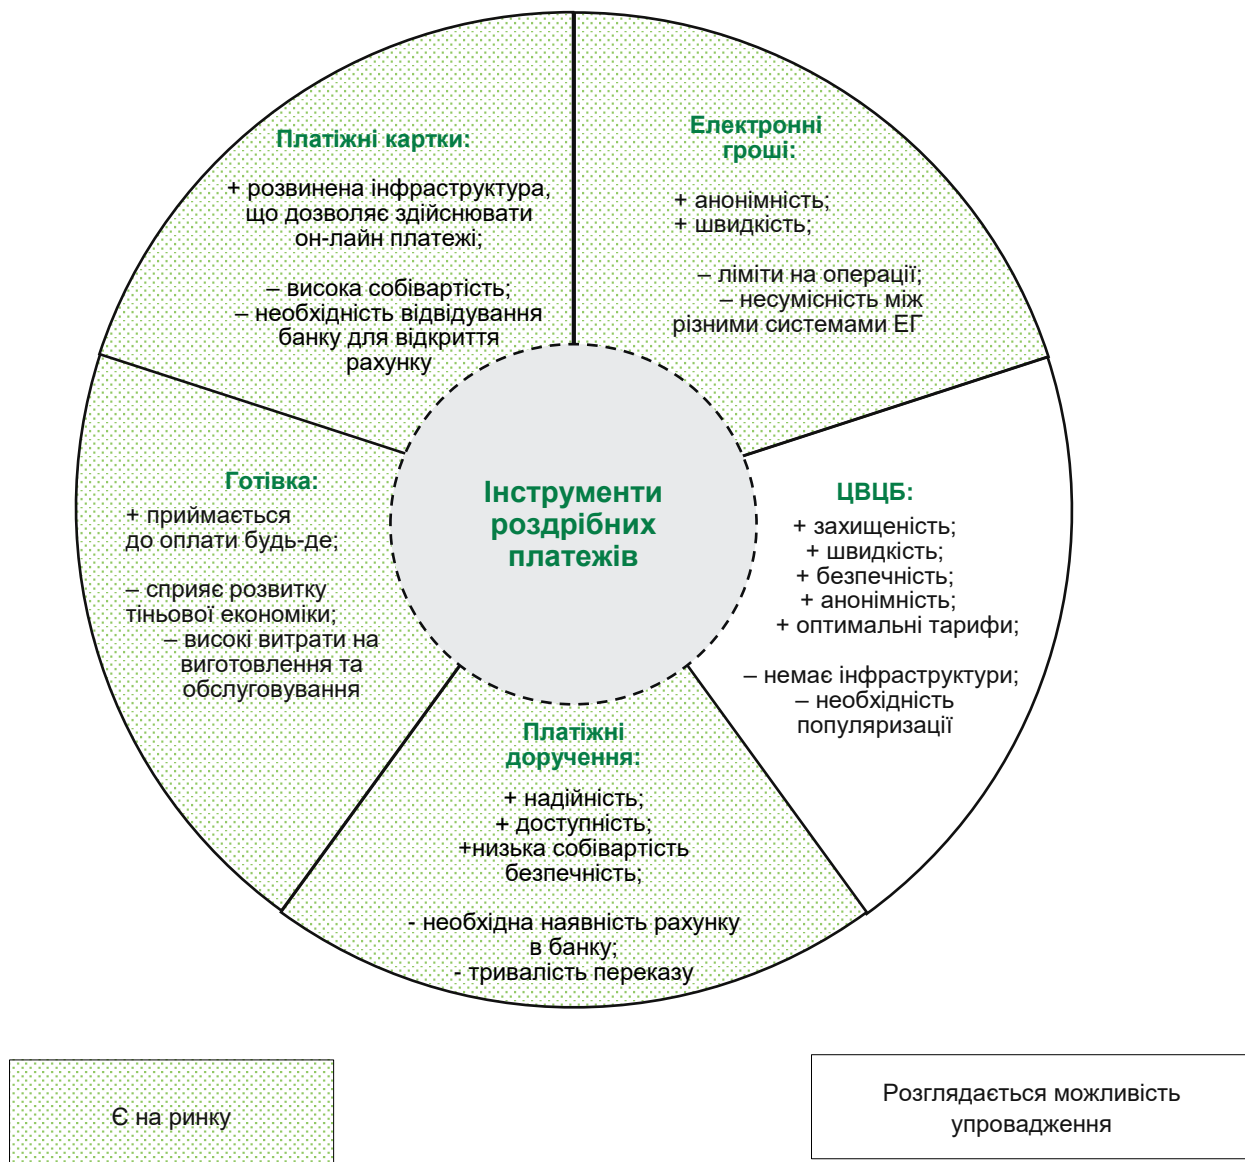 Платіжні картки:
+ розвинена інфраструктура,
що дозволяє здійснювати
он-лайн платежі;
– висока собівартість;
– необхідність відвідування
банку для відкриття
рахунку
Електронні
гроші:
+ анонімність;
+ швидкість;
– ліміти на операції;
– несумісність між
різними системами ЕГ
Готівка:
+ приймається
до оплати будь-де;
– сприяє розвитку
тіньової економіки;
– високі витрати на
виготовлення та
обслуговування
Інструменти
роздрібних
платежів
ЦВЦБ:
+ захищеність;
+ швидкість;
+ безпечність;
+ анонімність;
+ оптимальні тарифи;
– немає інфраструктури;
– необхідність
популяризації
Платіжні
доручення:
+ надійність;
+ доступність;
+низька собівартість
безпечність;
- необхідна наявність рахунку
в банку;
- тривалість переказу
Є на ринку
Розглядається можливість
упровадження